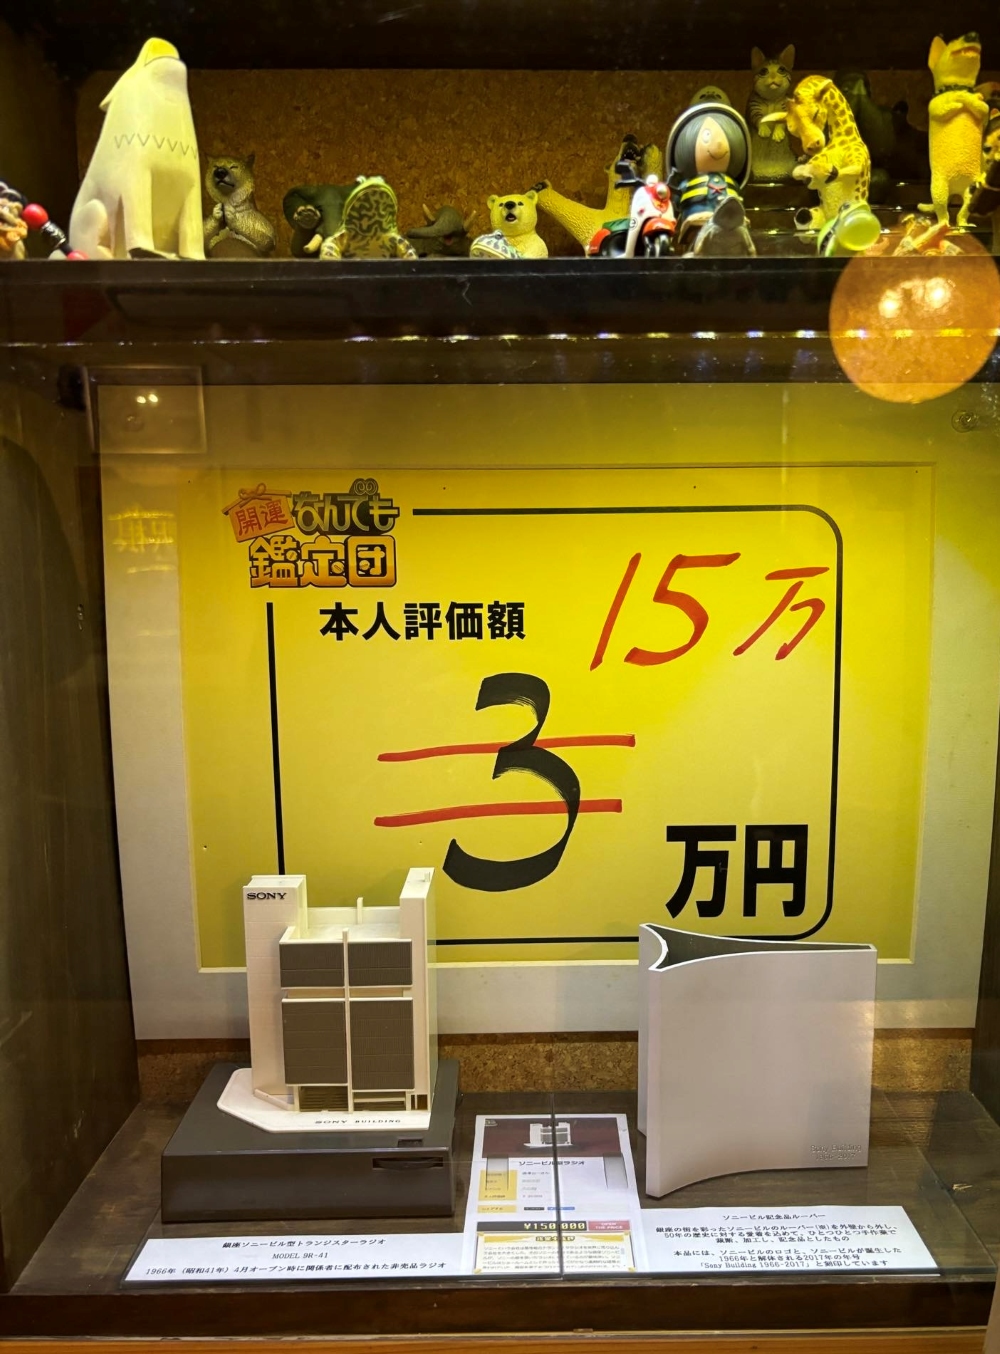 開運なんでも
鑑定団
本人評価額
15万
3
万円
SONY
SONY BUILDING
ソニービル型ラジオ
¥150,000
Sony Building
1966-2017
銀座ソニービル型トランジスターラジオ
MODEL 9R-41
1966年（昭和41年）4月オープン時に関係者に配布された非売品ラジオ
ソニービル記念品ルーバー
銀座の街を彩ったソニービルのルーバー(窓)を外壁から外し、
50年の歴史に対する愛着を込めて、ひとつひとつ手作業で
裁断、加工し、記念品としたもの
本品には、ソニービルのロゴと、ソニービルが誕生した
1966年と解体される2017年の年号
「Sony Building 1966-2017」と刻印しています